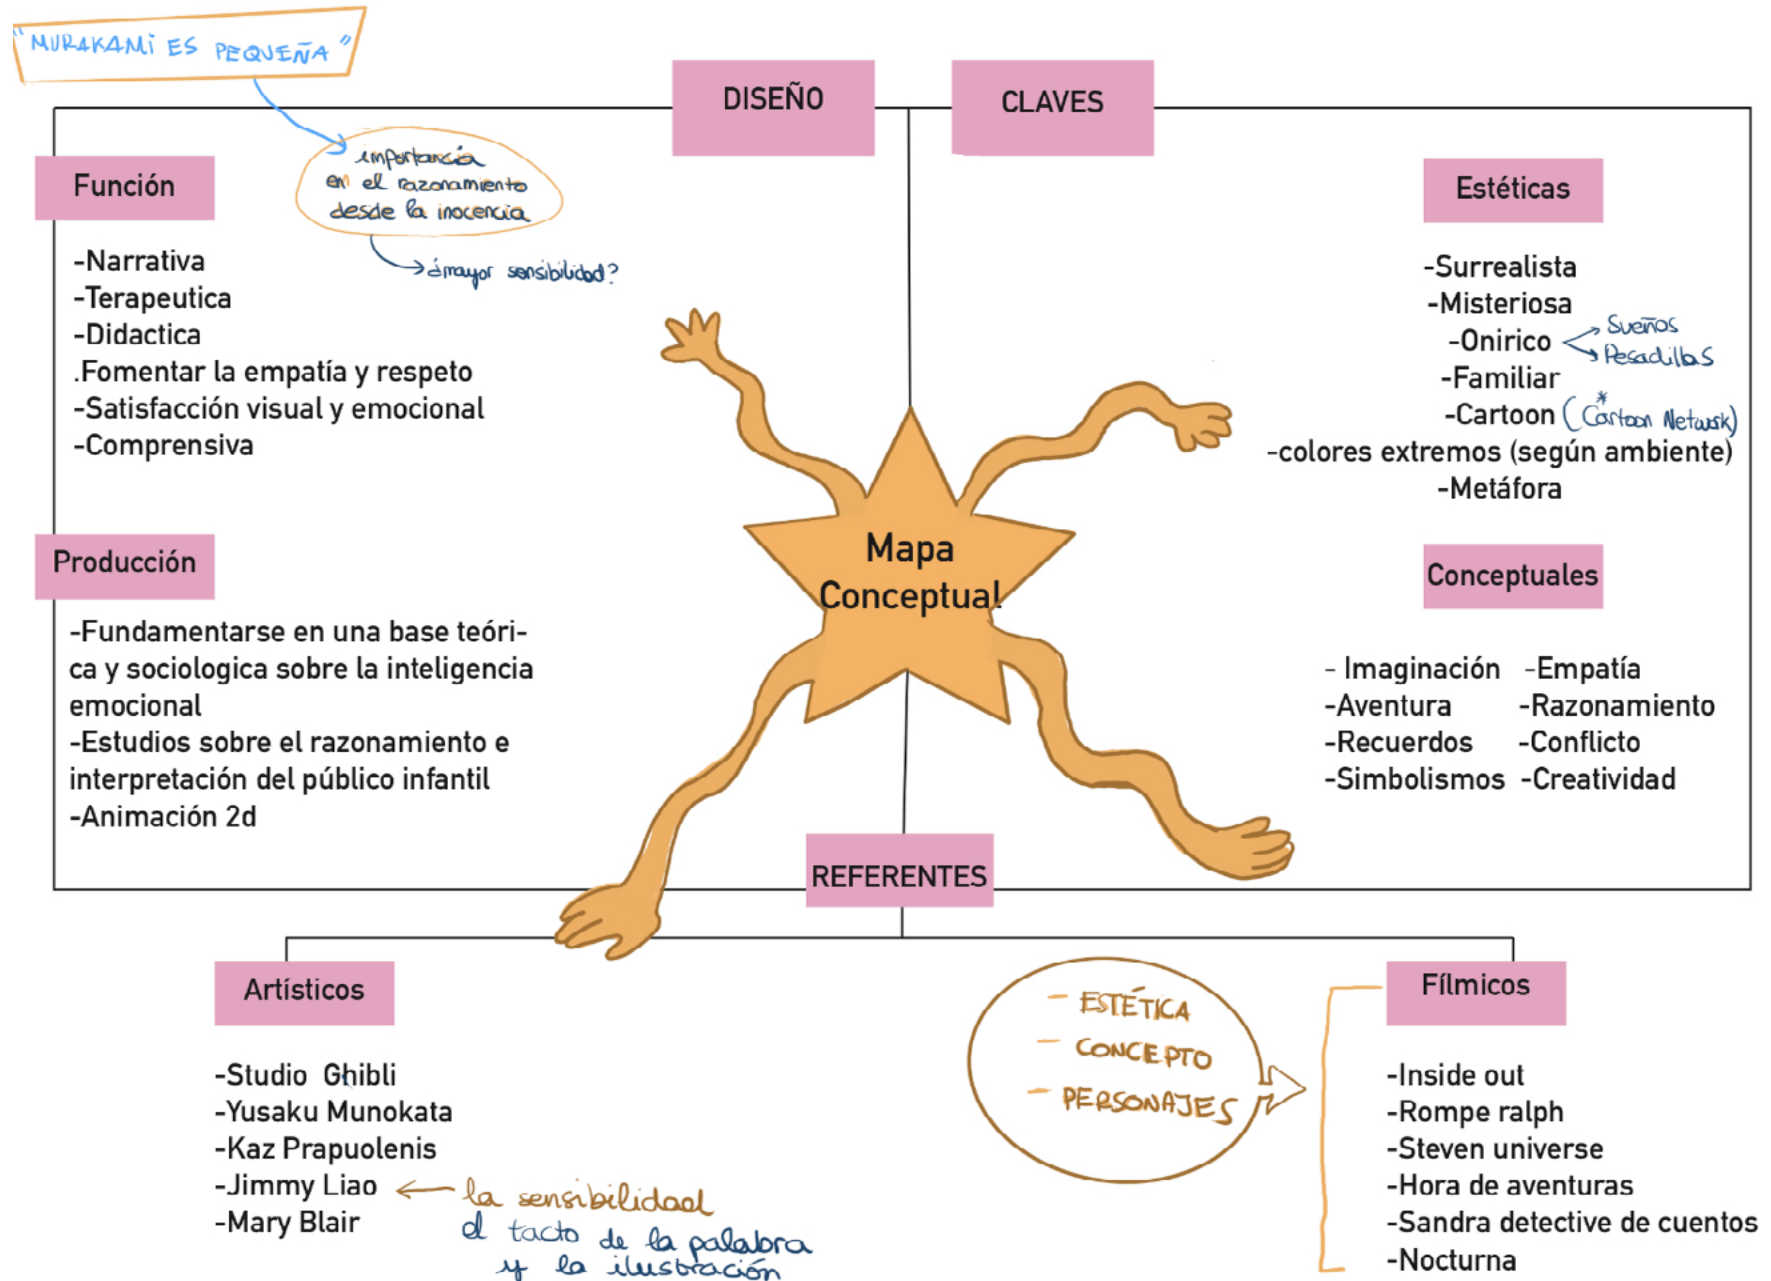 "MURAKAMI ES PEQUEÑA"
DISEÑO
CLAVES
importancia
en el razonamiento
desde la inocencia
¿mayor sensibilidad?
Función
-Narrativa
-Terapeutica
-Didactica
.Fomentar la empatía y respeto
-Satisfacción visual y emocional
-Comprensiva
Producción
-Fundamentarse en una base teóri-
ca y sociologica sobre la inteligencia
emocional
-Estudios sobre el razonamiento e
interpretación del público infantil
-Animación 2d
Mapa
Conceptual
Estéticas
-Surrealista
-Misteriosa
-Onirico
Sueños
Pesadillas
-Familiar
-Cartoon (*Cartoon Network)
-colores extremos (según ambiente)
-Metáfora
Conceptuales
- Imaginación -Empatía
-Aventura -Razonamiento
-Recuerdos -Conflicto
-Simbolismos -Creatividad
REFERENTES
Artísticos
-Studio Ghibli
-Yusaku Munokata
-Kaz Prapuolenis
-Jimmy Liao
-Mary Blair
la sensibilidad
el tacto de la palabra
y la ilustración
- ESTÉTICA
- CONCEPTO
- PERSONAJES
Fílmicos
-Inside out
-Rompe ralph
-Steven universe
-Hora de aventuras
-Sandra detective de cuentos
-Nocturna